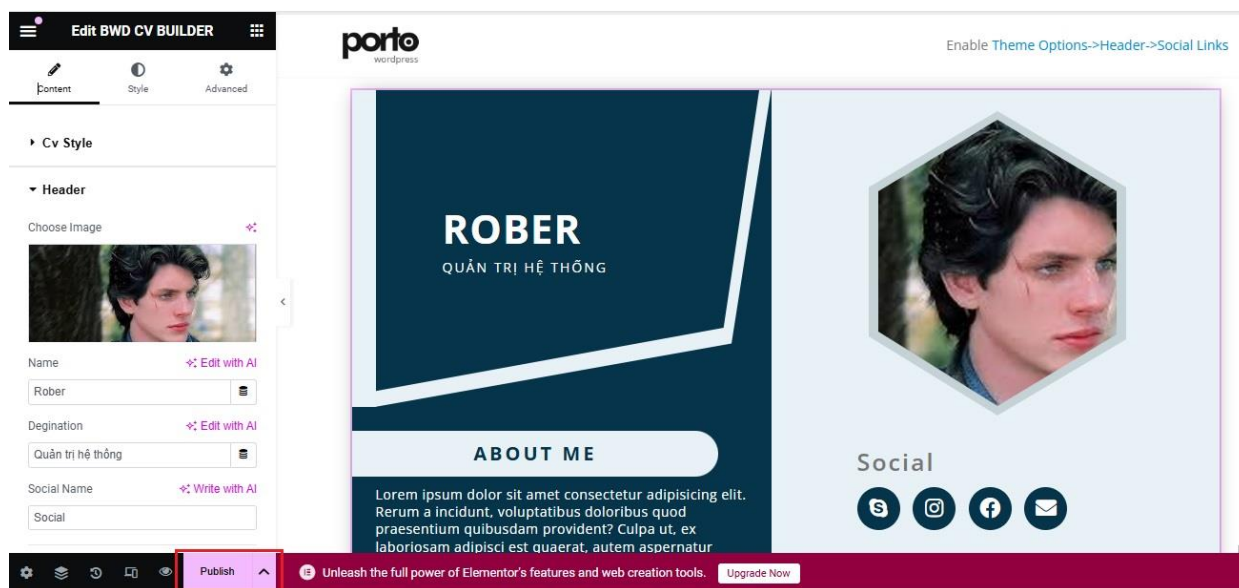 Edit BWD CV BUILDER
Content Style Advanced
Cv Style
Header
Choose Image
Name Edit with AI
Rober
Degination Edit with AI
Quản trị hệ thống
Social Name Write with AI
Social
Publish
porto
wordpress
Enable Theme Options->Header->Social Links
ROBER
QUẢN TRỊ HỆ THỐNG
ABOUT ME
Lorem ipsum dolor sit amet consectetur adipisicing elit.
Rerum a incidunt, voluptatibus doloribus quod
praesentium quibusdam provident? Culpa ut, ex
laboriosam adipisci est quaerat, autem aspernatur
Social
Unleash the full power of Elementor's features and web creation tools. Upgrade Now